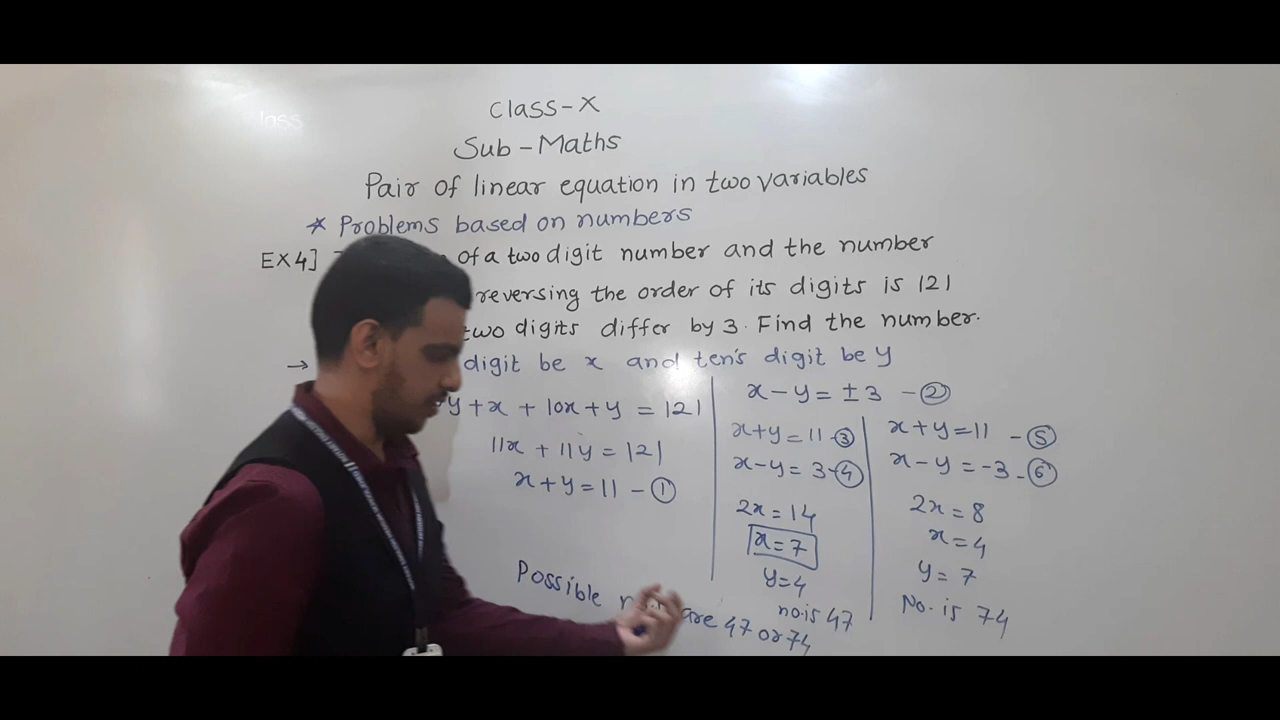 Class-X
Sub-Maths
Pair of linear equation in two variables
* Problems based on numbers
EX4] of a two digit number and the number
reversing the order of its digits is 121
two digits differ by 3. Find the number.
→ digit be x and ten's digit be y
y+x + 10x+y = 121
11x + 11y = 121
x+y=11 - ①
x-y= ±3 - ②
x+y=11 - ③
x-y= 3 - ④
2x=14
x=7
y=4
no. is 47
x+y=11 - ⑤
x-y=-3 - ⑥
2x=8
x=4
y=7
No. is 74
Possible are 47 or 74